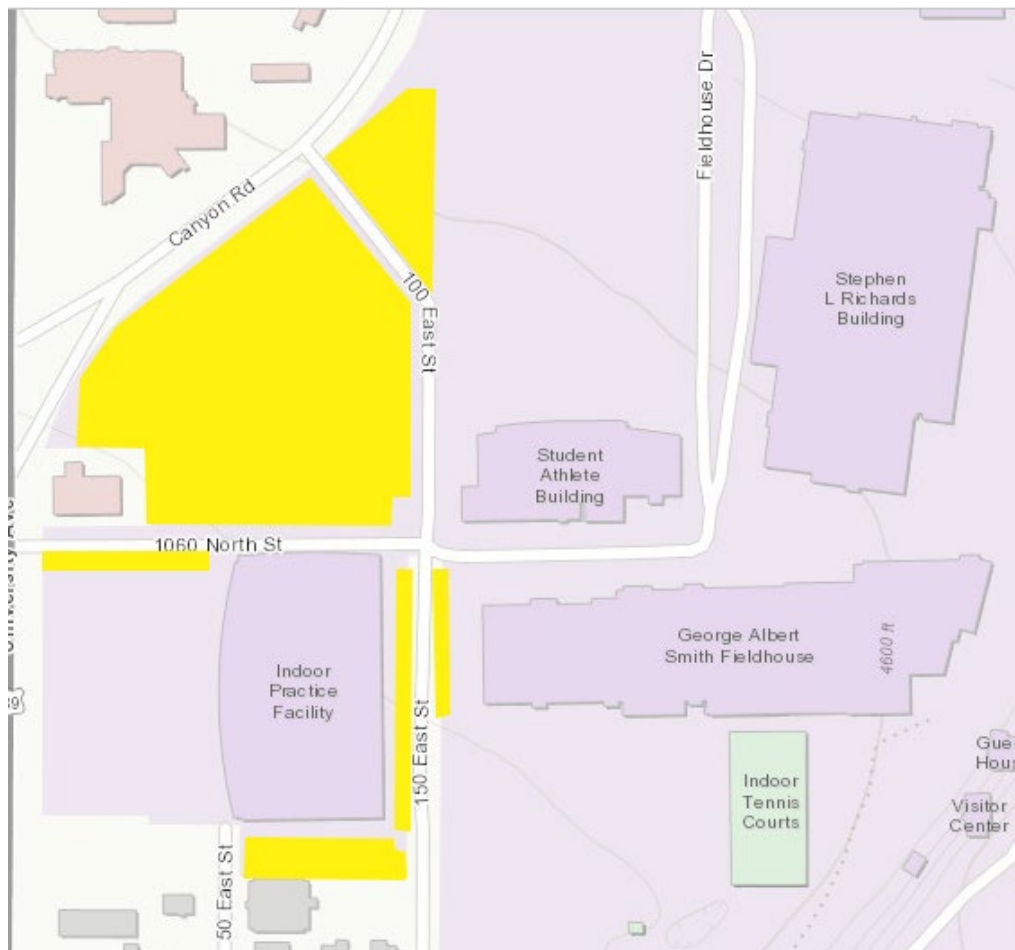 Fieldhouse Dr
Canyon Rd
Stephen
L Richards
Building
100 East St
Student
Athlete
Building
1060 North St
George Albert
Smith Fieldhouse
4600 ft
Indoor
Practice
Facility
150 East St
Indoor
Tennis
Courts
Visitor
Center
50 East St